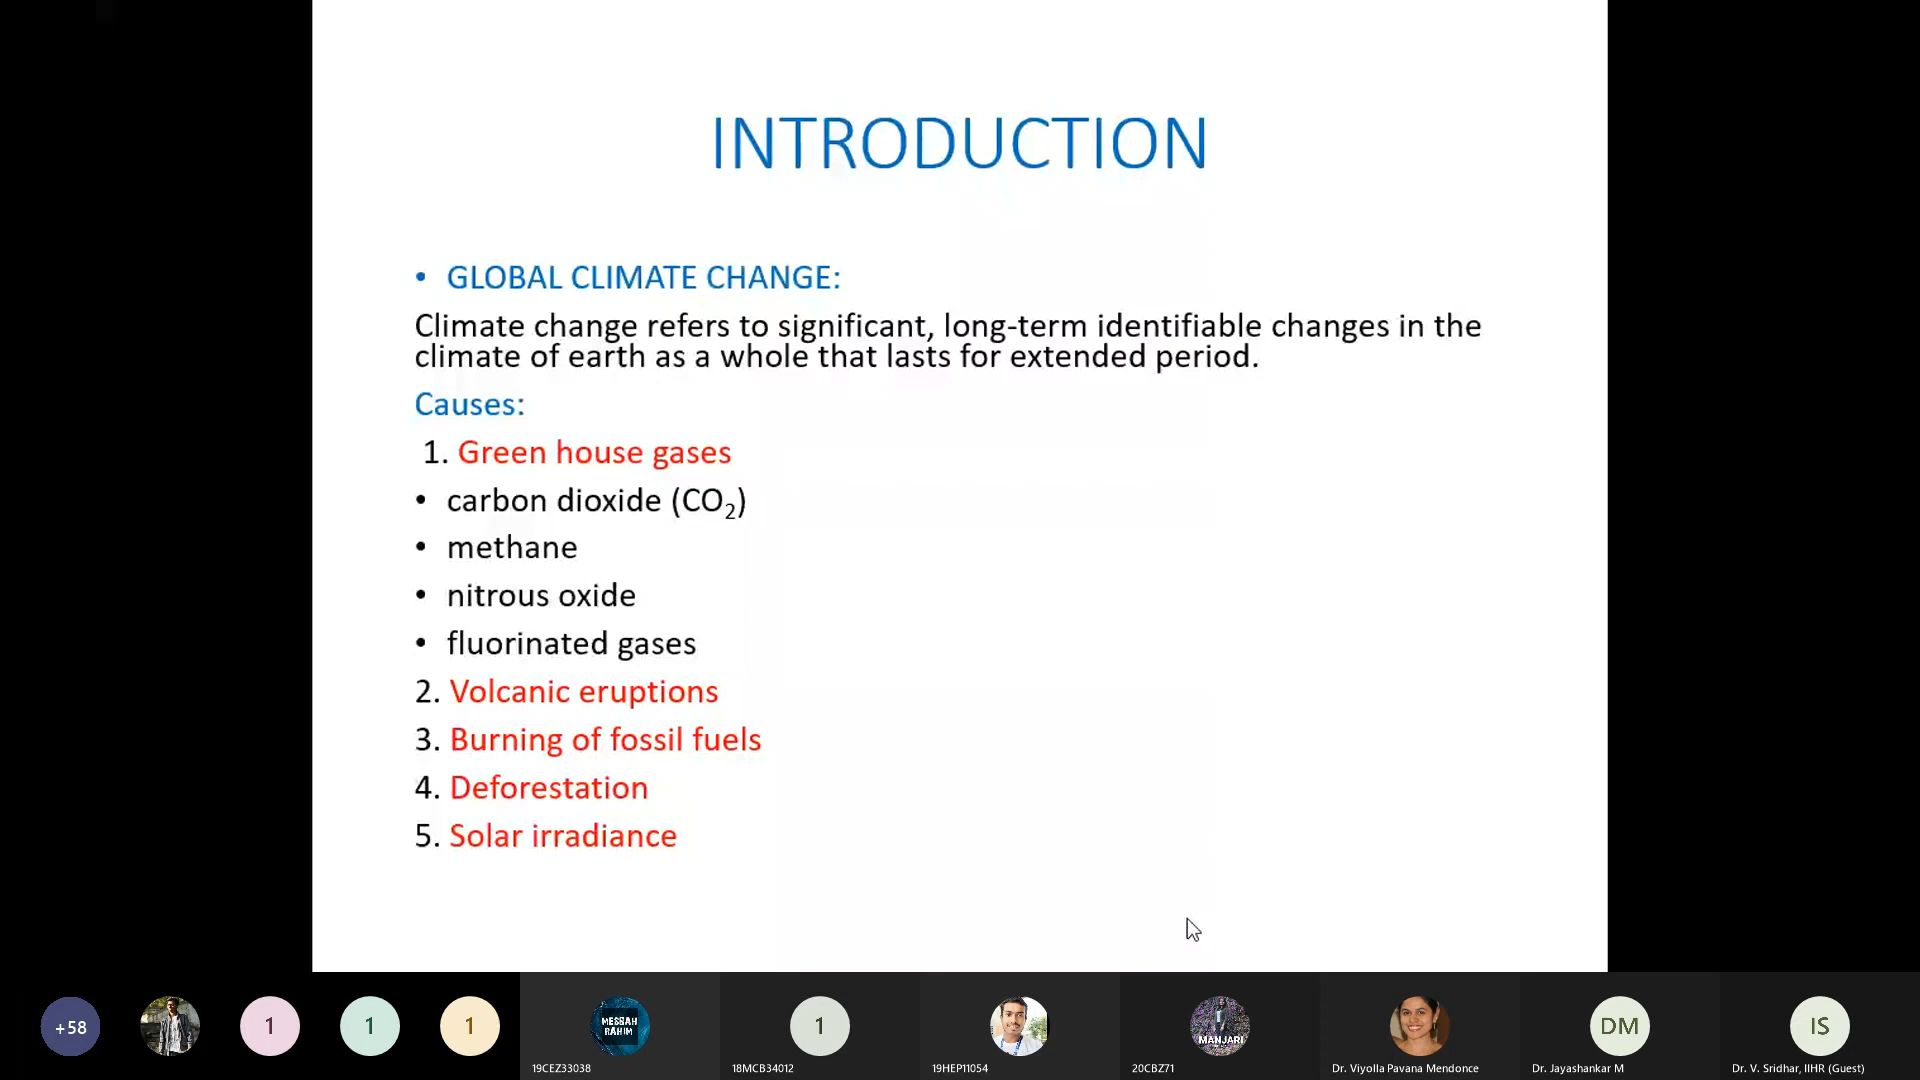 INTRODUCTION
• GLOBAL CLIMATE CHANGE:
Climate change refers to significant, long-term identifiable changes in the
climate of earth as a whole that lasts for extended period.
Causes:
1. Green house gases
• carbon dioxide (CO₂)
• methane
• nitrous oxide
• fluorinated gases
2. Volcanic eruptions
3. Burning of fossil fuels
4. Deforestation
5. Solar irradiance
+58
1
1
1
MESBAH
RAHIM
19CEZ33038
1
18MCB34012
19HEP11054
MANJARI
20CBZ71
Dr. Viyolla Pavana Mendonce
DM
Dr. Jayashankar M
IS
Dr. V. Sridhar, IIHR (Guest)